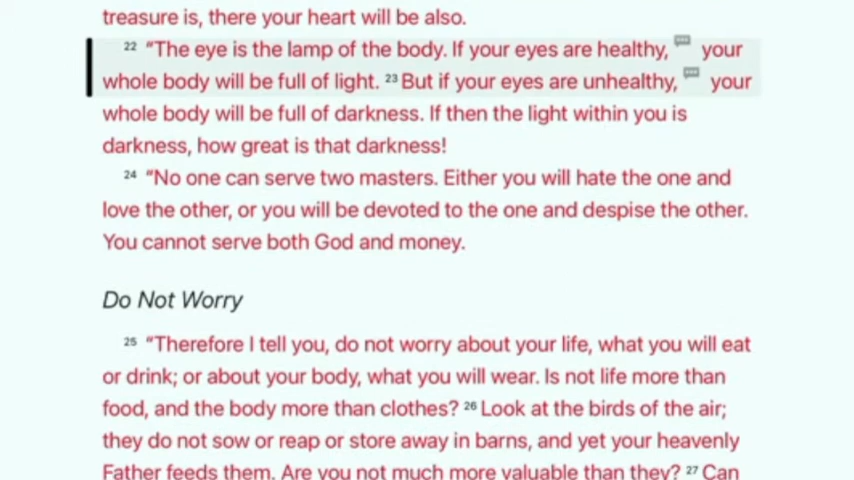 treasure is, there your heart will be also.
22 “The eye is the lamp of the body. If your eyes are healthy, your
whole body will be full of light. 23 But if your eyes are unhealthy, your
whole body will be full of darkness. If then the light within you is
darkness, how great is that darkness!
24 “No one can serve two masters. Either you will hate the one and
love the other, or you will be devoted to the one and despise the other.
You cannot serve both God and money.
Do Not Worry
25 “Therefore I tell you, do not worry about your life, what you will eat
or drink; or about your body, what you will wear. Is not life more than
food, and the body more than clothes? 26 Look at the birds of the air;
they do not sow or reap or store away in barns, and yet your heavenly
Father feeds them. Are you not much more valuable than they? 27 Can